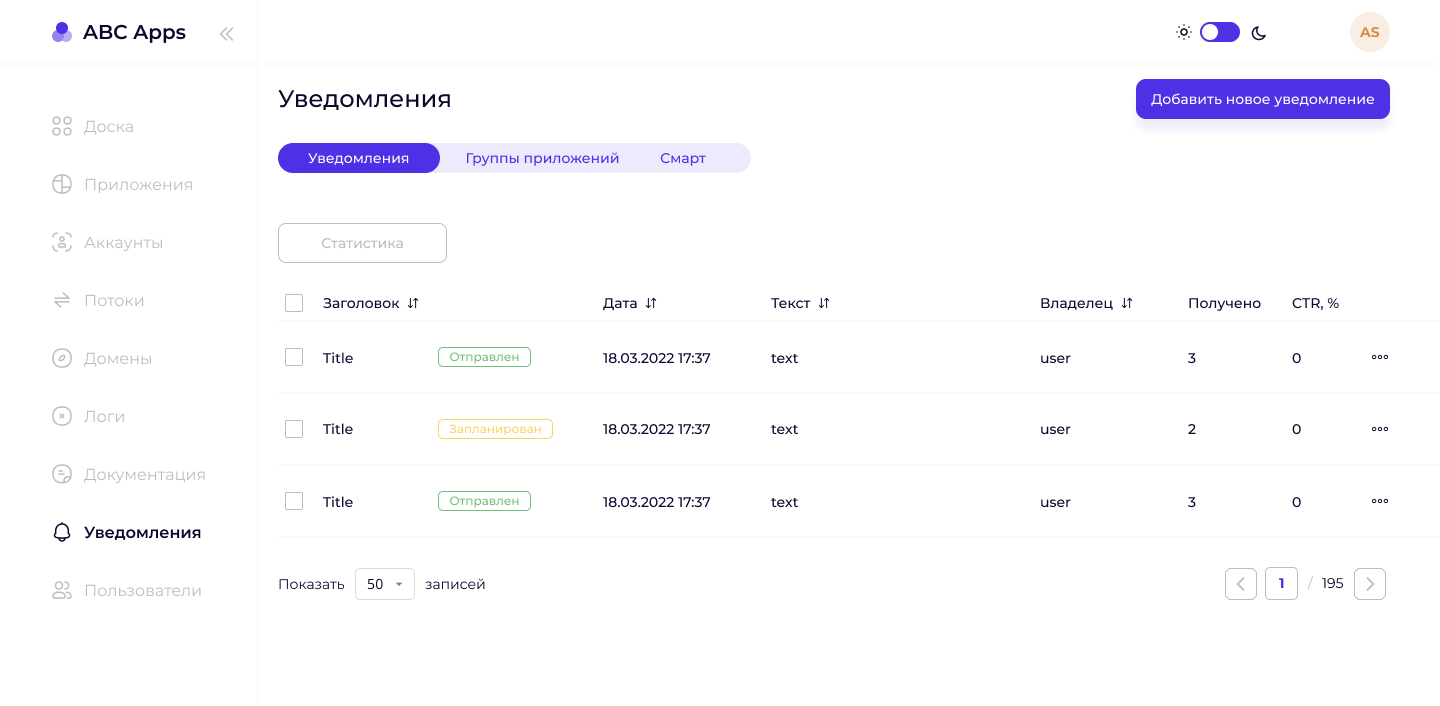 ABC Apps
AS
Доска
Приложения
Аккаунты
Потоки
Домены
Логи
Документация
Уведомления
Пользователи
Уведомления
Добавить новое уведомление
Уведомления Группы приложений Смарт
Статистика
Заголовок Дата Текст Владелец Получено CTR, %
Title Отправлен 18.03.2022 17:37 text user 3 0
Title Запланирован 18.03.2022 17:37 text user 2 0
Title Отправлен 18.03.2022 17:37 text user 3 0
Показать 50 записей 1 / 195